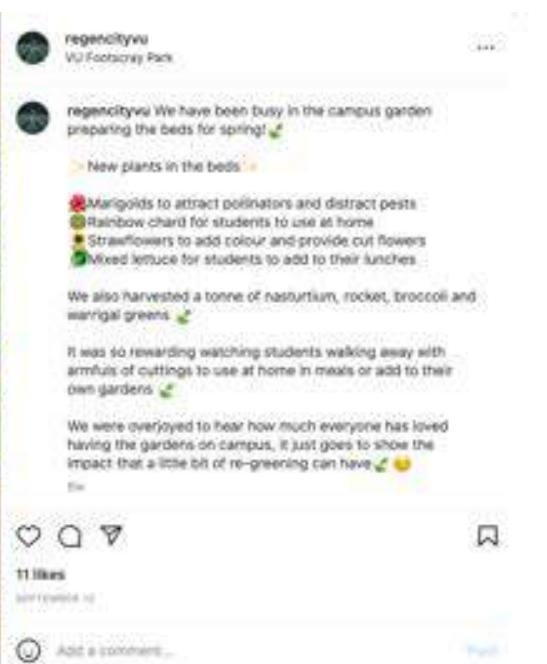 regencityvu
VU Footscray Park
regencityvu We have been busy in the campus garden
preparing the beds for spring!
New plants in the beds
Marigolds to attract pollinators and distract pests
Rainbow chard for students to use at home
Strawflowers to add colour and provide cut flowers
Mixed lettuce for students to add to their lunches
We also harvested a tonne of nasturtium, rocket, broccoli and
warrigal greens
It was so rewarding watching students walking away with
armfuls of cuttings to use at home in meals or add to their
own gardens
We were overjoyed to hear how much everyone has loved
having the gardens on campus, it just goes to show the
impact that a little bit of re-greening can have
11 likes
SEPTEMBER
Add a comment...
Post